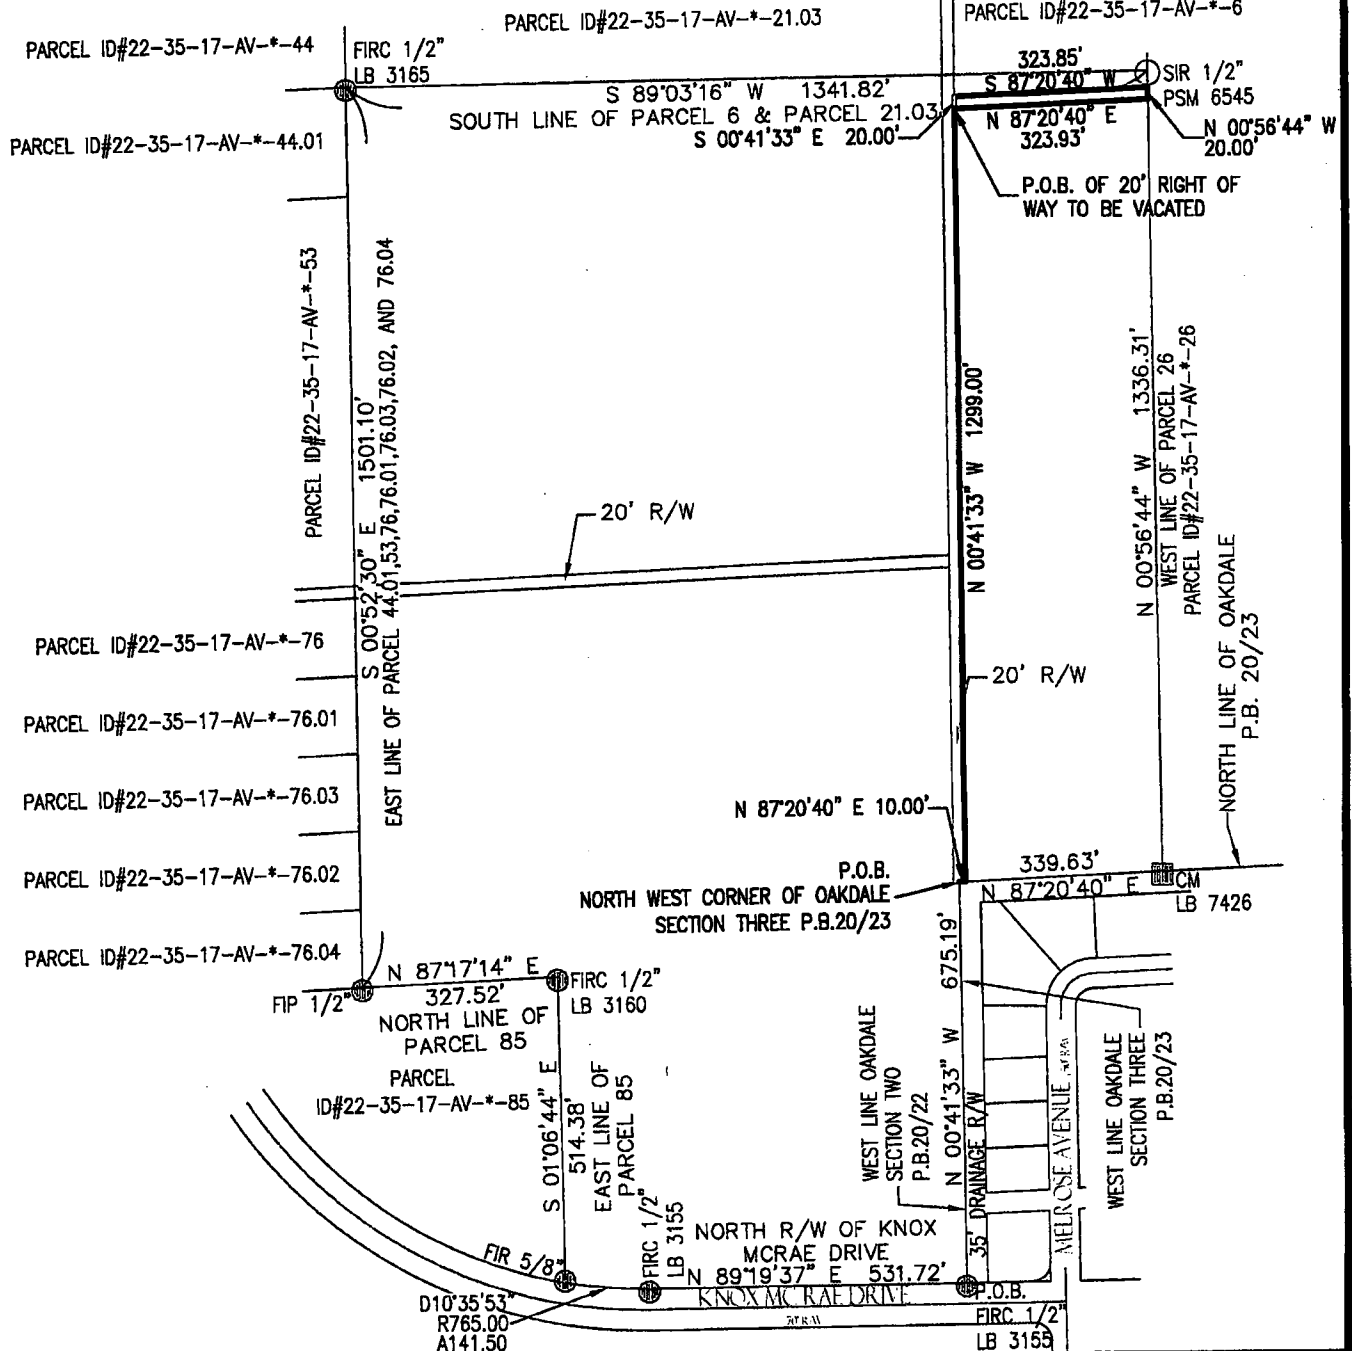 PARCEL ID#22-35-17-AV-*-21.03
PARCEL ID#22-35-17-AV-*-6
PARCEL ID#22-35-17-AV-*-44
FIRC 1/2"
LB 3165
323.85'
S 87°20'40" W
SIR 1/2"
PSM 6545
S 89°03'16" W 1341.82'
SOUTH LINE OF PARCEL 6 & PARCEL 21.03
S 00°41'33" E 20.00'
N 87°20'40" E
323.93'
N 00°56'44" W
20.00'
PARCEL ID#22-35-17-AV-*-44.01
P.O.B. OF 20' RIGHT OF
WAY TO BE VACATED
PARCEL ID#22-35-17-AV-*-53
S 00°52'30" E 1501.10'
EAST LINE OF PARCEL 44.01,53,76,76.01,76.03,76.02, AND 76.04
N 00°41'33" W 1299.00'
N 00°56'44" W 1336.31'
WEST LINE OF PARCEL 26
PARCEL ID#22-35-17-AV-*-26
20' R/W
NORTH LINE OF OAKDALE
P.B. 20/23
PARCEL ID#22-35-17-AV-*-76
20' R/W
PARCEL ID#22-35-17-AV-*-76.01
PARCEL ID#22-35-17-AV-*-76.03
N 87°20'40" E 10.00'
PARCEL ID#22-35-17-AV-*-76.02
P.O.B.
NORTH WEST CORNER OF OAKDALE
SECTION THREE P.B.20/23
339.63'
N 87°20'40" E
CM
LB 7426
PARCEL ID#22-35-17-AV-*-76.04
N 87°17'14" E
327.52'
FIP 1/2"
FIRC 1/2"
LB 3160
NORTH LINE OF
PARCEL 85
PARCEL
ID#22-35-17-AV-*-85
S 01°06'44" E
514.38'
EAST LINE OF
PARCEL 85
WEST LINE OAKDALE
SECTION TWO
P.B.20/22
N 00°41'33" W 675.19'
35' DRAINAGE R/W
MELROSE AVENUE
50' R/W
WEST LINE OAKDALE
SECTION THREE
P.B.20/23
FIR 5/8"
FIRC 1/2"
LB 3155
NORTH R/W OF KNOX
MCRAE DRIVE
N 89°19'37" E 531.72'
KNOX MC RAE DRIVE
70' R/W
D10°35'53"
R765.00
A141.50
P.O.B.
FIRC 1/2"
LB 3155